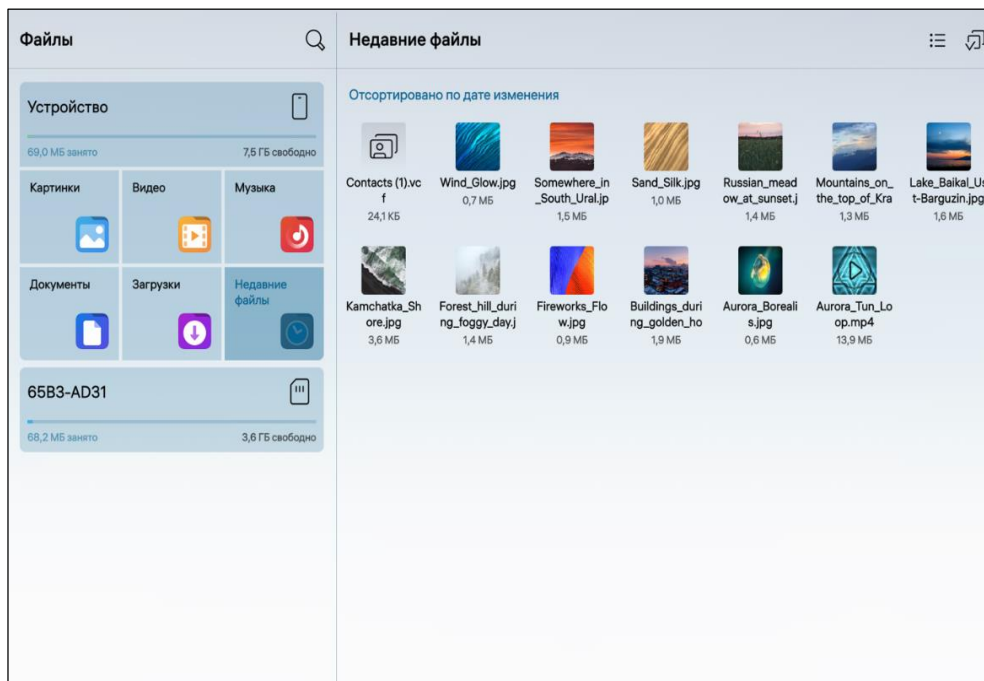 Файлы
Устройство
69,0 МБ занято
7,5 ГБ свободно
Картинки
Видео
Музыка
Документы
Загрузки
Недавние
файлы
65B3-AD31
68,2 МБ занято
3,6 ГБ свободно
Недавние файлы
Отсортировано по дате изменения
Contacts (1).vc
f
24,1 КБ
Wind_Glow.jpg
0,7 МБ
Somewhere_in
_South_Ural.jp
1,5 МБ
Sand_Silk.jpg
1,0 МБ
Russian_mead
ow_at_sunset.j
1,4 МБ
Mountains_on_
the_top_of_Kra
1,3 МБ
Lake_Baikal_Us
t-Barguzin.jpg
1,6 МБ
Kamchatka_Sh
ore.jpg
3,6 МБ
Forest_hill_duri
ng_foggy_day.j
1,4 МБ
Fireworks_Flo
w.jpg
0,9 МБ
Buildings_duri
ng_golden_ho
1,9 МБ
Aurora_Boreali
s.jpg
0,6 МБ
Aurora_Tun_Lo
op.mp4
13,9 МБ